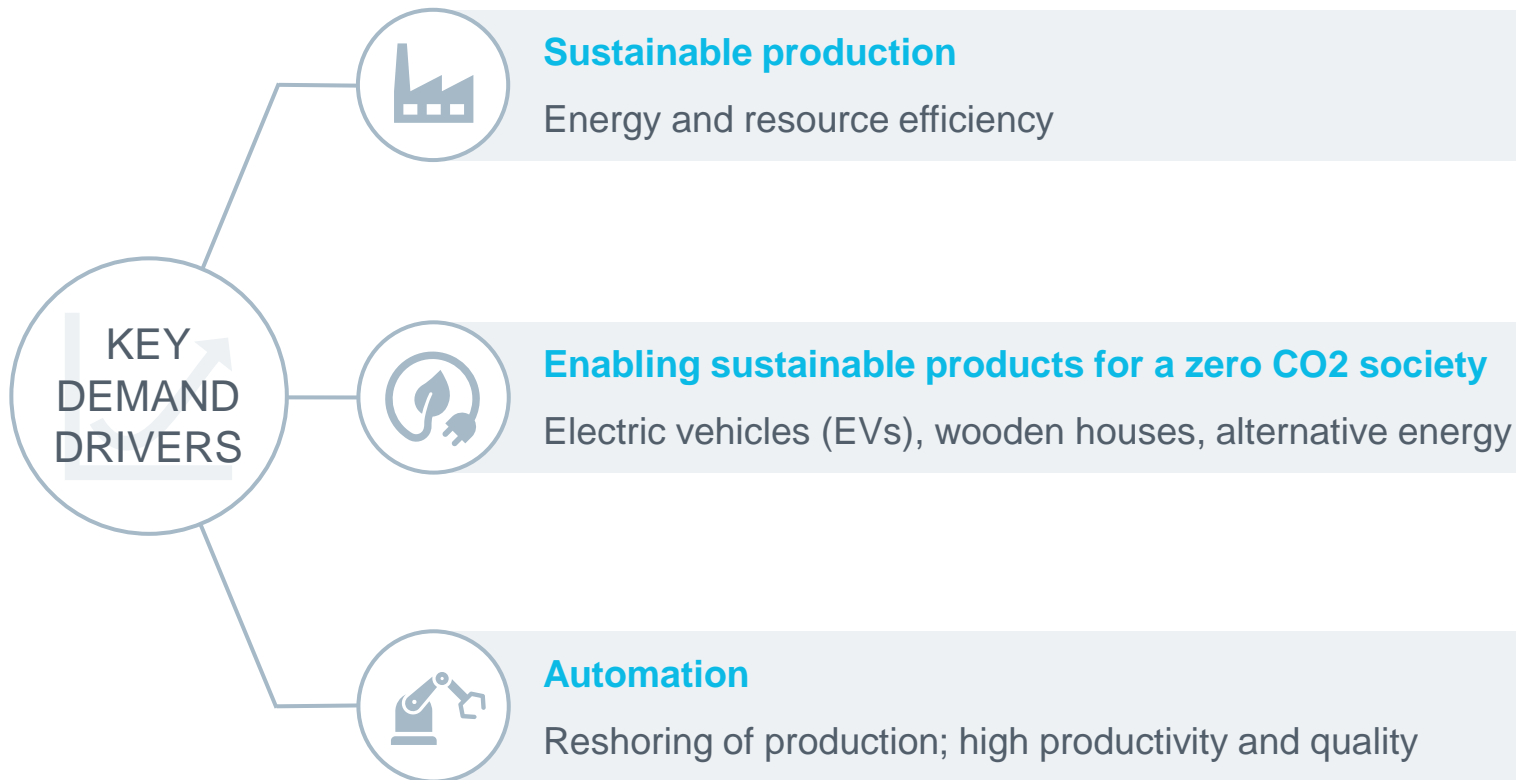 Sustainable production
Energy and resource efficiency
KEY
DEMAND
DRIVERS
Enabling sustainable products for a zero CO2 society
Electric vehicles (EVs), wooden houses, alternative energy
Automation
Reshoring of production; high productivity and quality